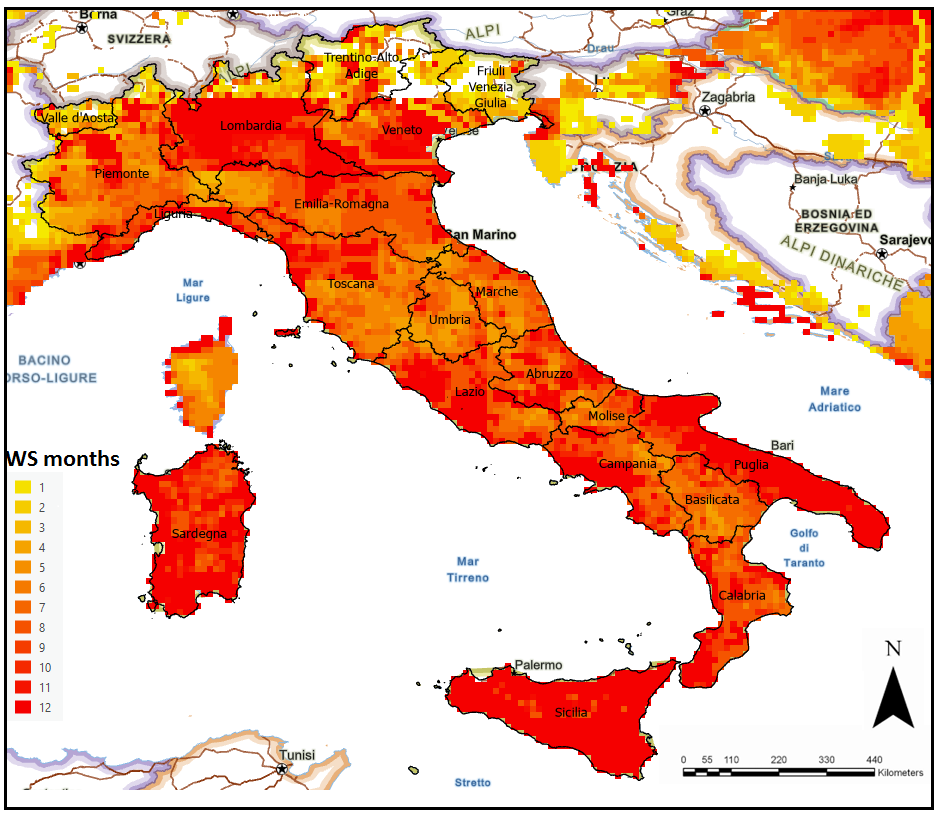 Berna
SVIZZERA
ALPI
Graz
Drau
Trentino-Alto
Adige
ALPI
Friuli
Venezia
Giulia
Zagabria
Valle d'Aosta
Lombardia
Veneto
Piemonte
Banja Luka
Liguria
Emilia-Romagna
BOSNIA ED
ERZEGOVINA
San Marino
Sarajevo
ALPI DINARICHE
Mar
Ligure
Toscana
Marche
Umbria
BACINO
ORSO-LIGURE
Abruzzo
Lazio
Mare
Adriatico
Molise
Bari
WS months
Campania
Puglia
Basilicata
1
2
3
4
5
6
7
8
9
10
11
12
Sardegna
Golfo
di
Taranto
Mar
Tirreno
Calabria
N
Palermo
Sicilia
Tunisi
0 55 110 220 330 440
Kilometers
Stretto